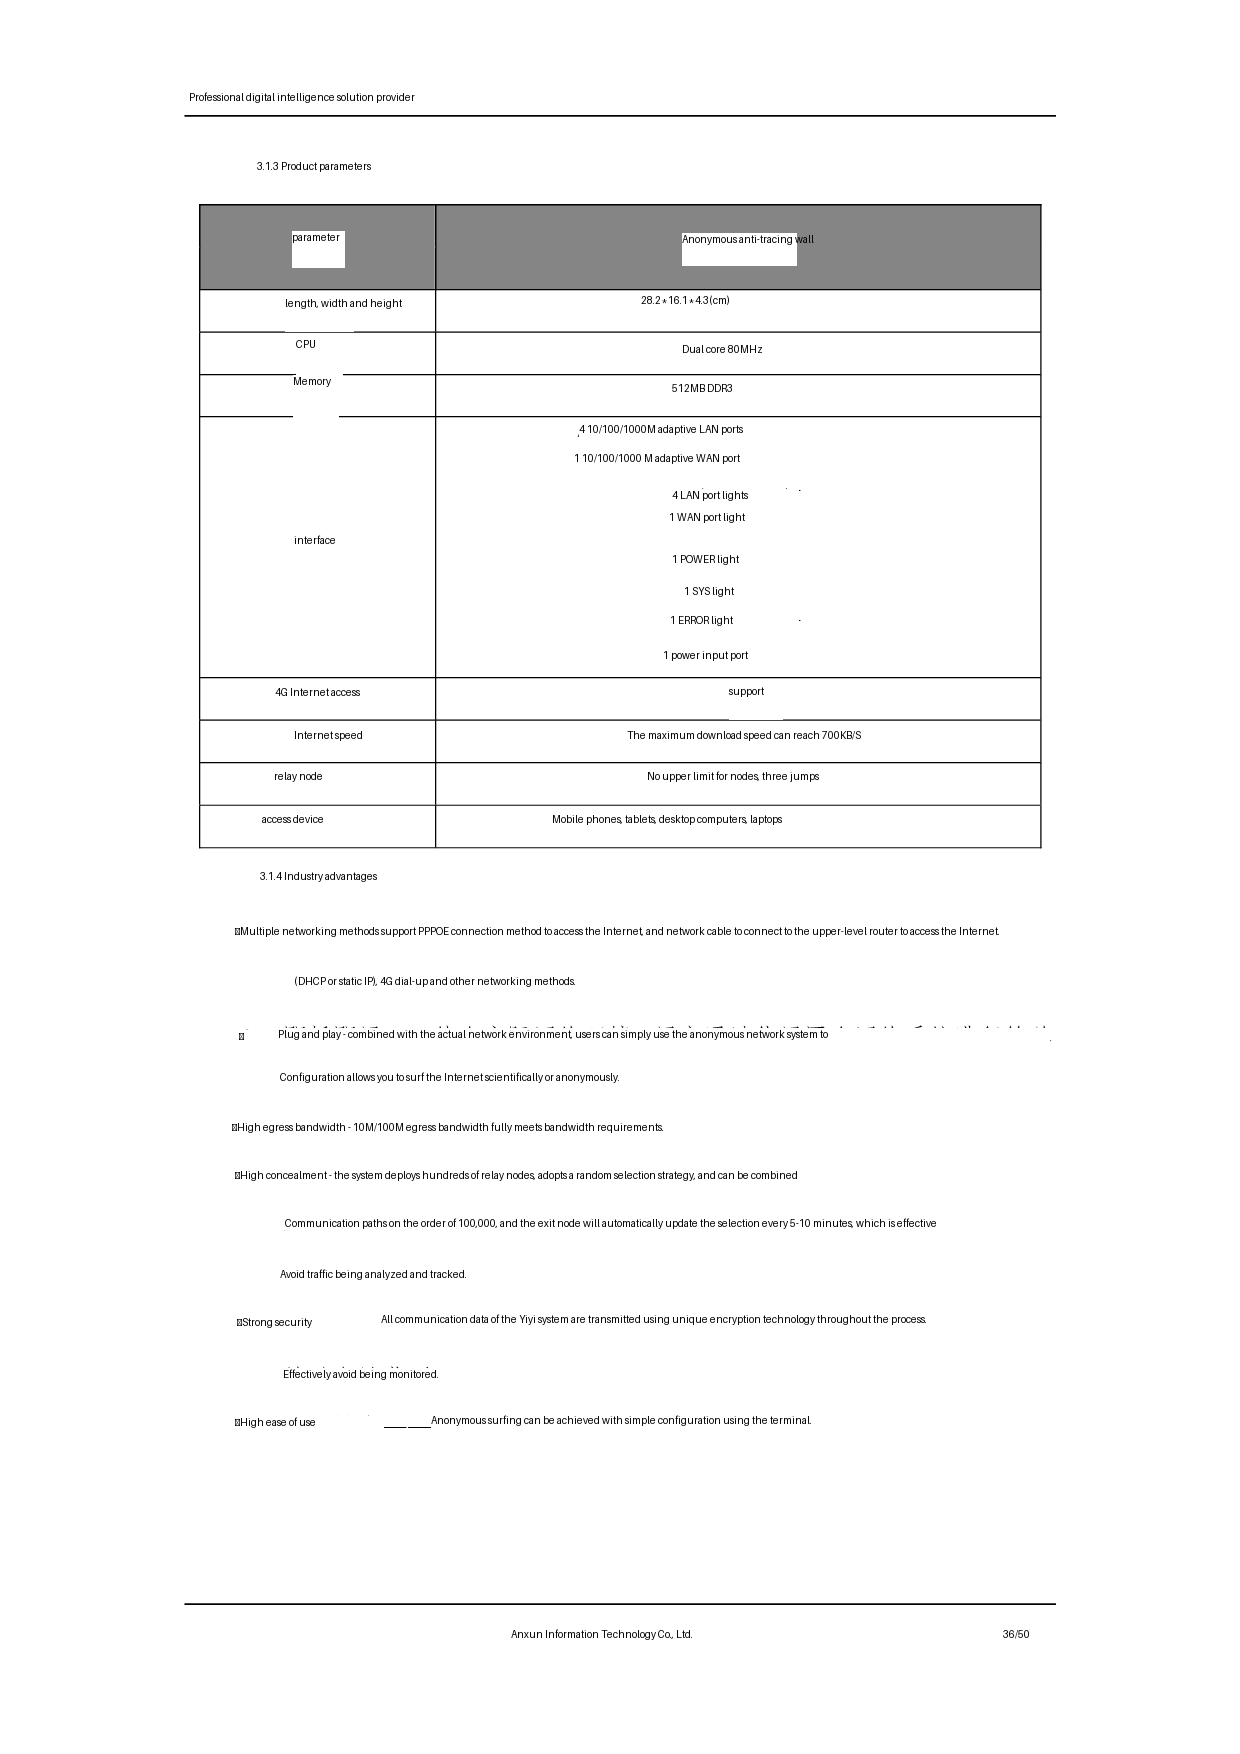 Professional digital intelligence solution provider
3.1.3 Product parameters
parameter
Anonymous anti-tracing wall
length, width and height
28.2*16.1*4.3(cm)
CPU
Dual core 80MHz
Memory
512MB DDR3
interface
4 10/100/1000M adaptive LAN ports
1 10/100/1000 M adaptive WAN port
4 LAN port lights
1 WAN port light
1 POWER light
1 SYS light
1 ERROR light
1 power input port
4G Internet access
support
Internet speed
The maximum download speed can reach 700KB/S
relay node
No upper limit for nodes, three jumps
access device
Mobile phones, tablets, desktop computers, laptops
3.1.4 Industry advantages
Multiple networking methods support PPPOE connection method to access the Internet, and network cable to connect to the upper-level router to access the Internet.
(DHCP or static IP), 4G dial-up and other networking methods.
Plug and play - combined with the actual network environment, users can simply use the anonymous network system to
Configuration allows you to surf the Internet scientifically or anonymously.
High egress bandwidth - 10M/100M egress bandwidth fully meets bandwidth requirements.
High concealment - the system deploys hundreds of relay nodes, adopts a random selection strategy, and can be combined
Communication paths on the order of 100,000, and the exit node will automatically update the selection every 5-10 minutes, which is effective
Avoid traffic being analyzed and tracked.
Strong security All communication data of the Yiyi system are transmitted using unique encryption technology throughout the process.
Effectively avoid being monitored.
High ease of use Anonymous surfing can be achieved with simple configuration using the terminal.
Anxun Information Technology Co., Ltd. 36/50